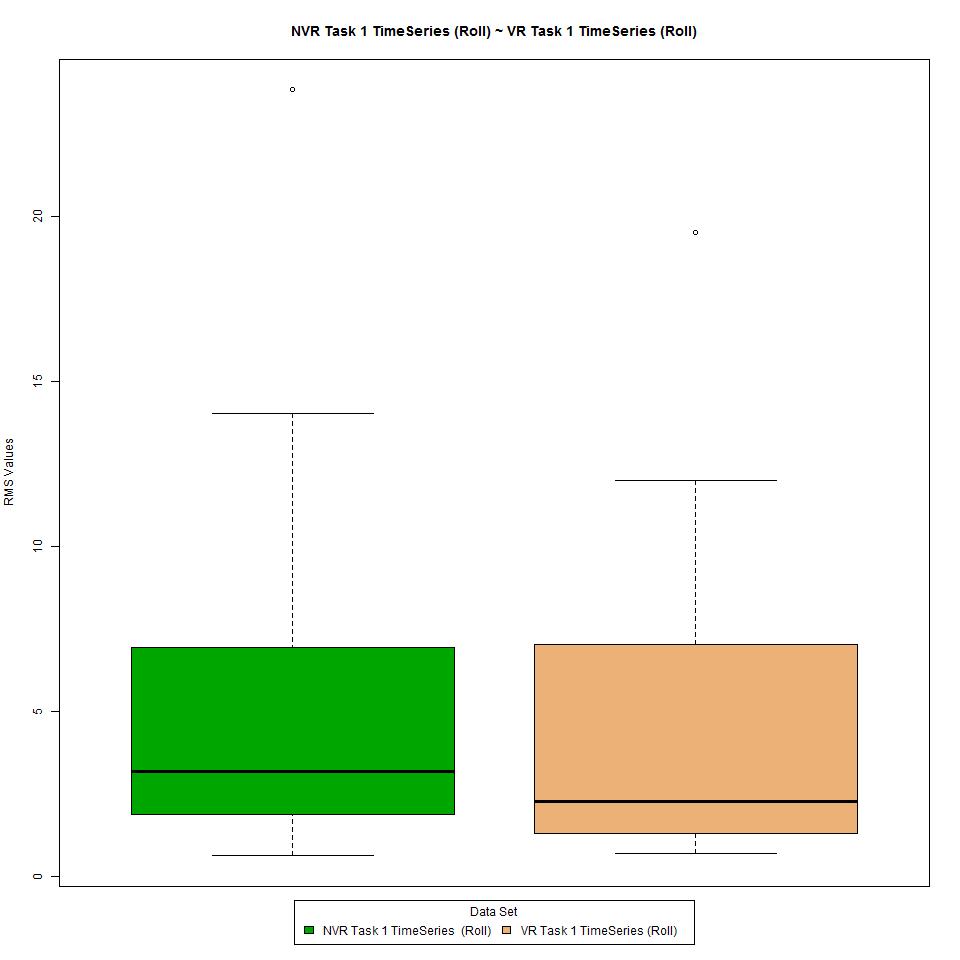 NVR Task 1 TimeSeries (Roll) ~ VR Task 1 TimeSeries (Roll)
20
15
10
5
0
RMS Values
Data Set
NVR Task 1 TimeSeries  (Roll) VR Task 1 TimeSeries (Roll)